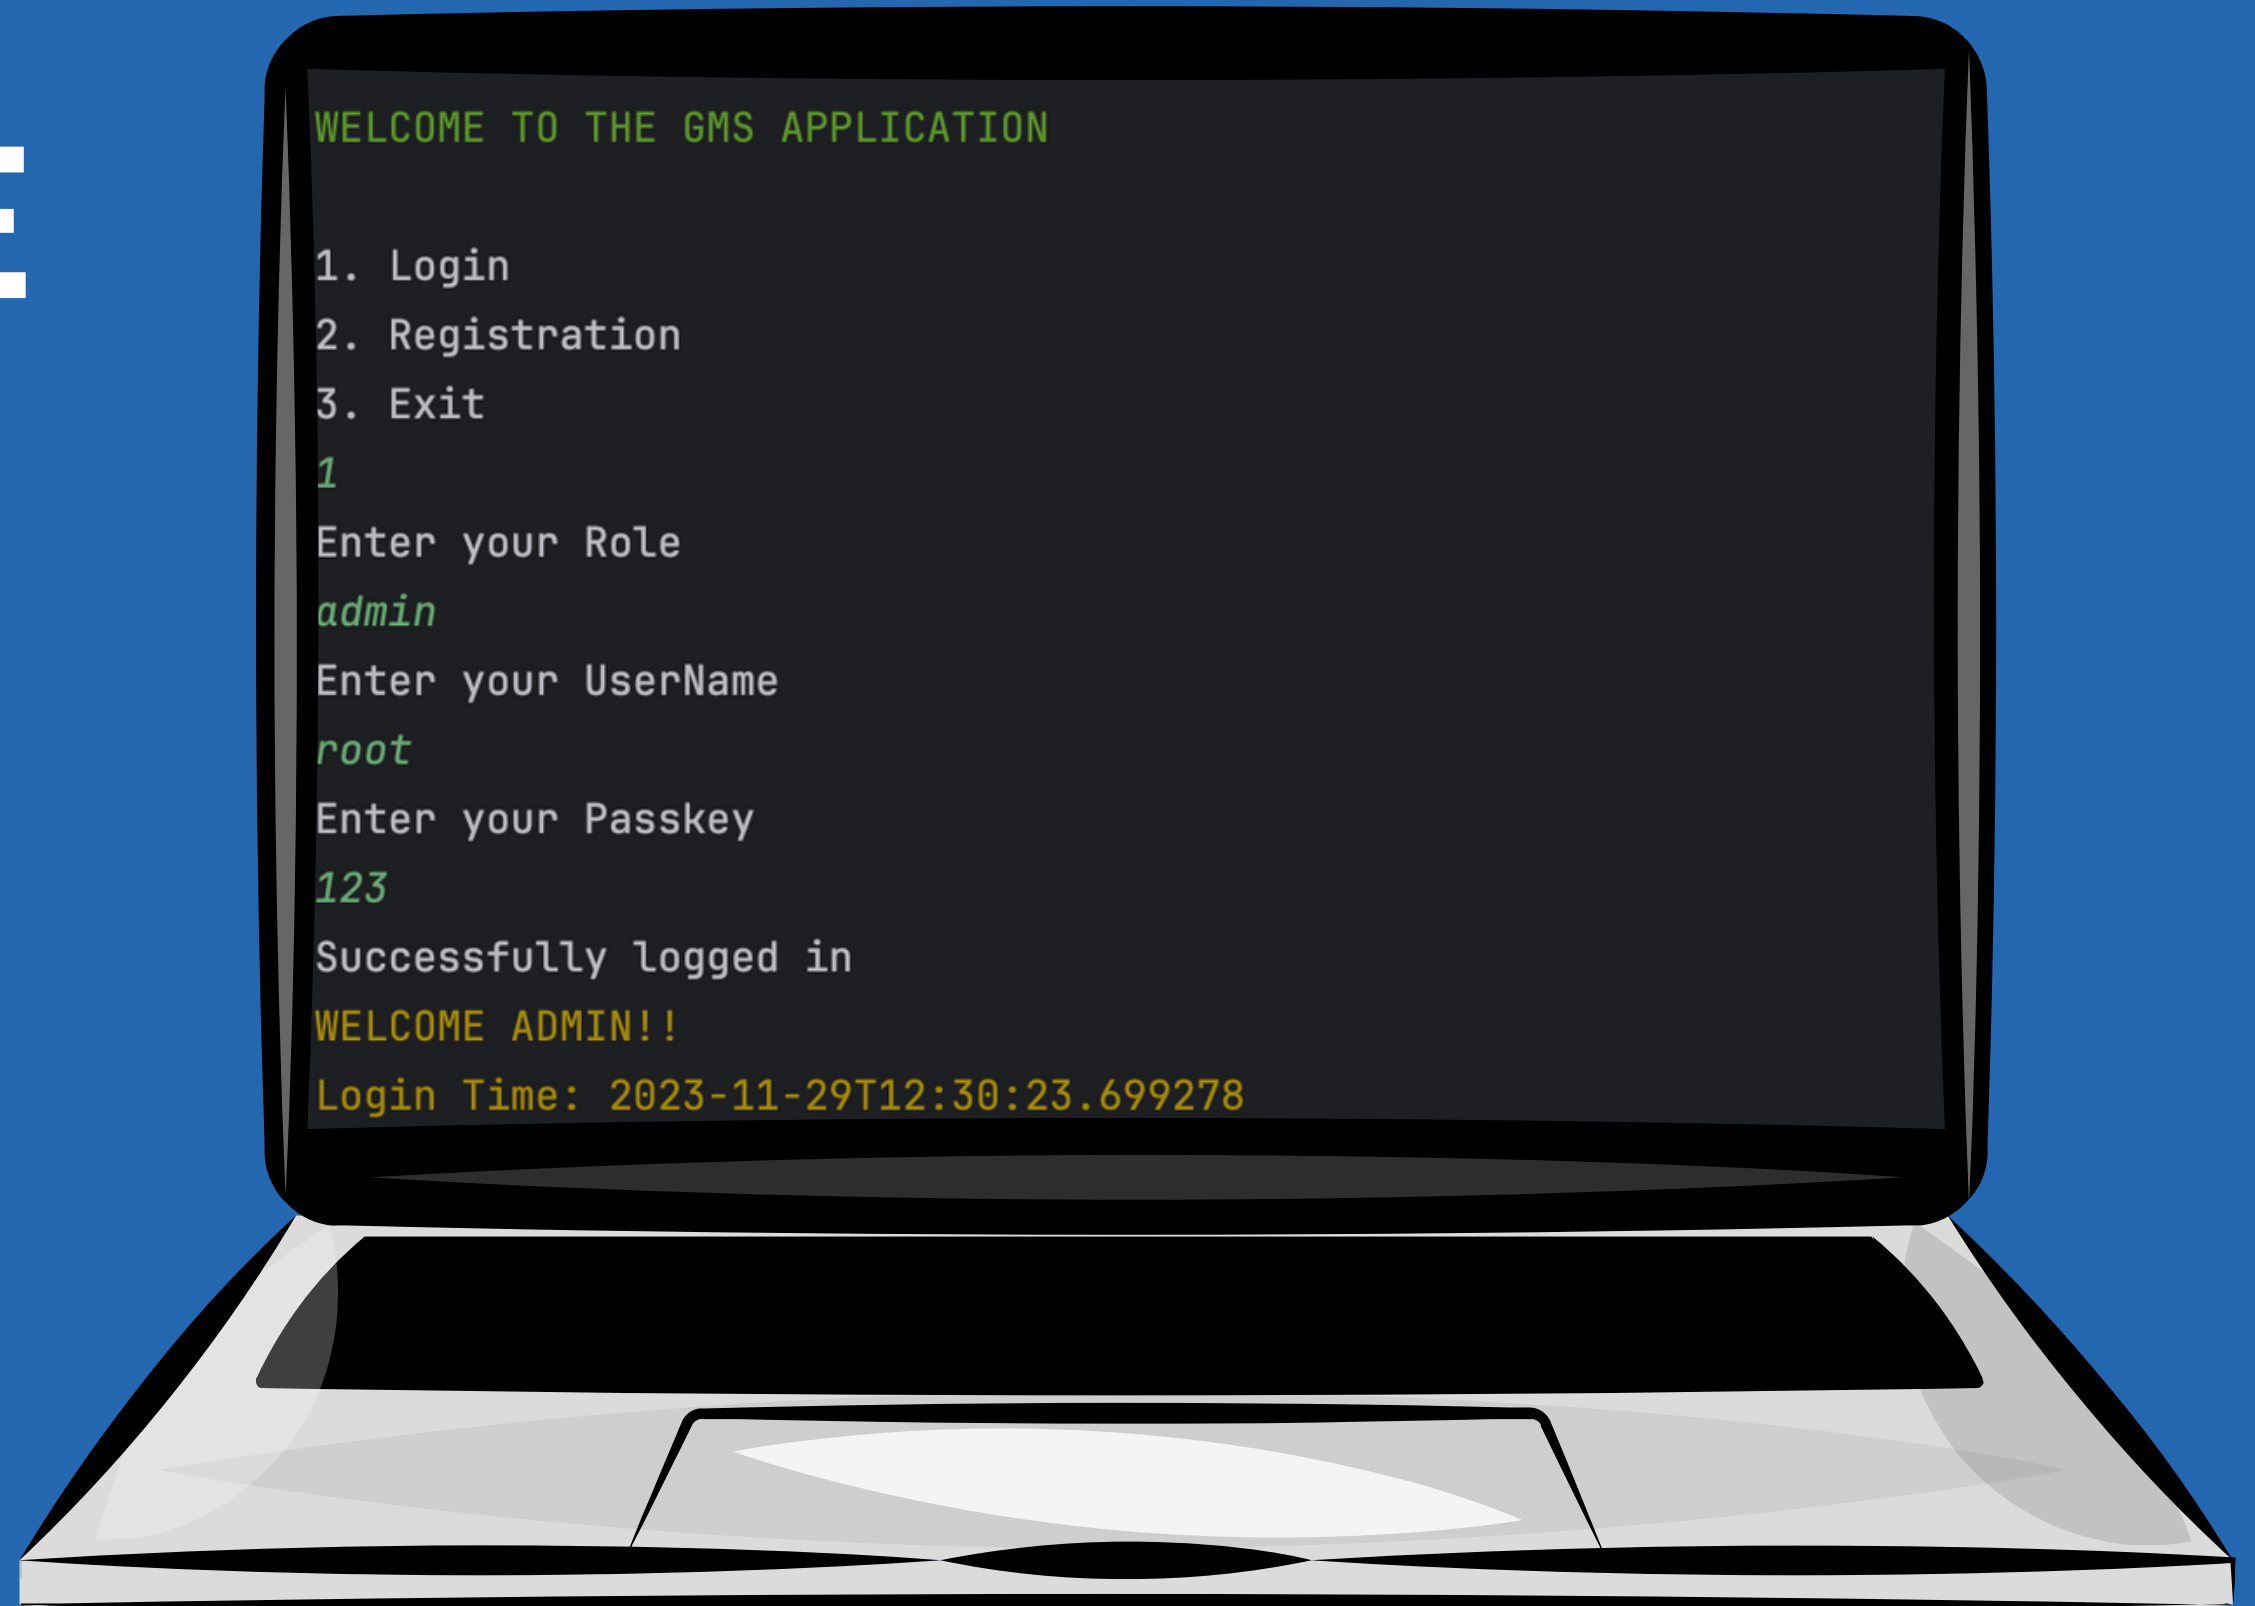 WELCOME TO THE GMS APPLICATION
1. Login
2. Registration
3. Exit
1
Enter your Role
admin
Enter your UserName
root
Enter your Passkey
123
Successfully logged in
WELCOME ADMIN!!
Login Time: 2023-11-29T12:30:23.699278